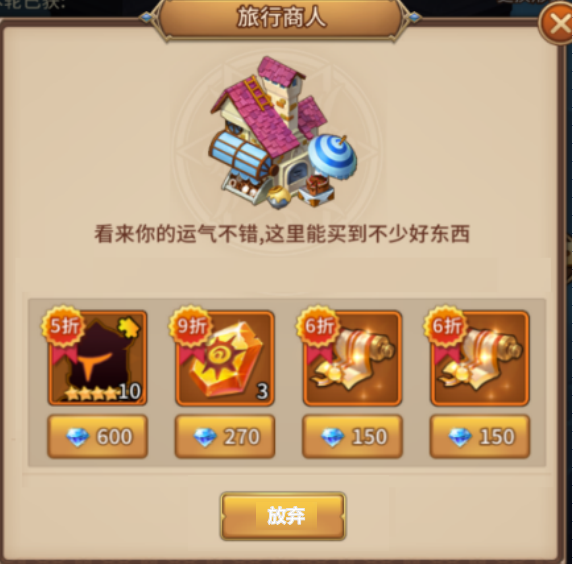 旅行商人
看来你的运气不错,这里能买到不少好东西
5折
9折
6折
6折
10
3
600
270
150
150
放弃